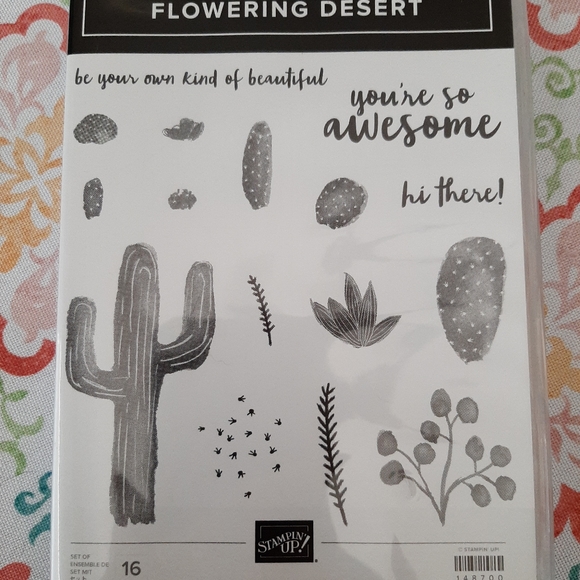 FLOWERING DESERT
be your own kind of beautiful
you're so
awesome
hi there!
STAMPIN' UP!®
© STAMPIN' UP!
SET OF
ENSEMBLE DE
SET MIT
16
148700